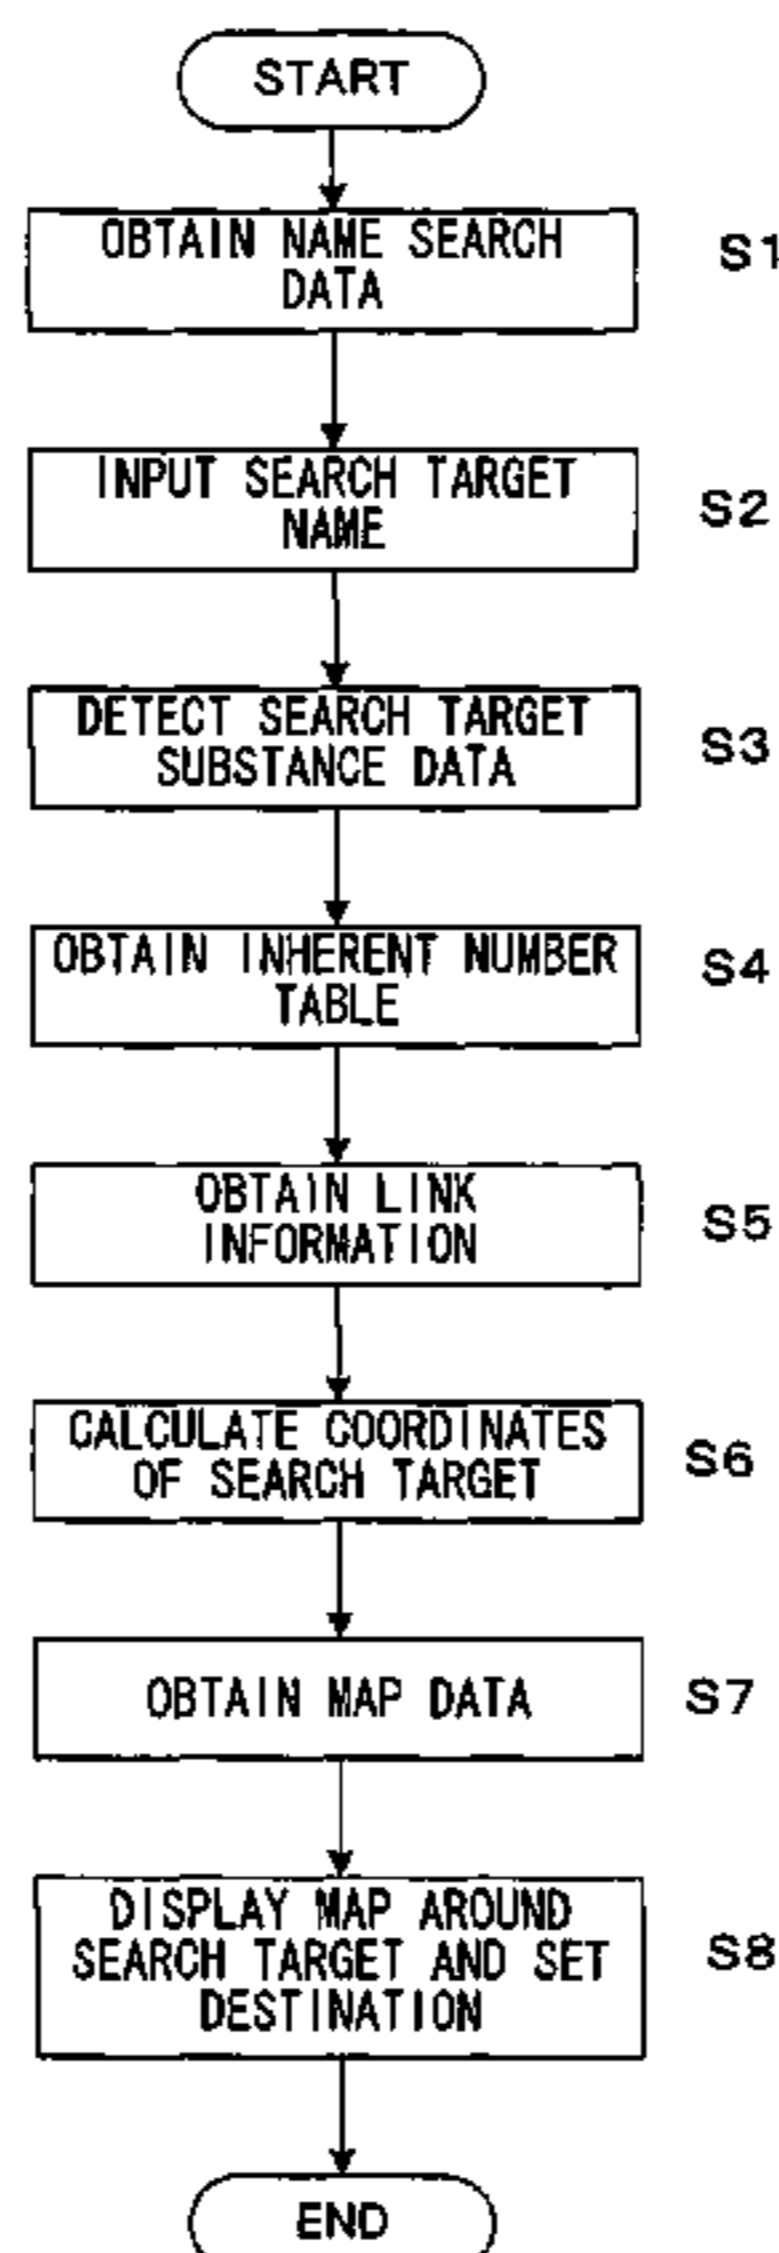 START
OBTAIN NAME SEARCH
DATA
S1
INPUT SEARCH TARGET
NAME
S2
DETECT SEARCH TARGET
SUBSTANCE DATA
S3
OBTAIN INHERENT NUMBER
TABLE
S4
OBTAIN LINK
INFORMATION
S5
CALCULATE COORDINATES
OF SEARCH TARGET
S6
OBTAIN MAP DATA
S7
DISPLAY MAP AROUND
SEARCH TARGET AND SET
DESTINATION
S8
END